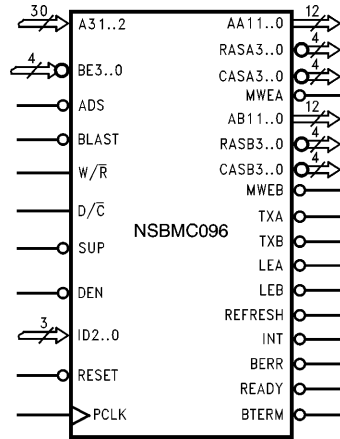 30 A31..2 AA11..0 12
4 BE3..0 RASA3..0 4
CASA3..0 4
ADS MWEA
AB11..0 12
BLAST RASB3..0 4
W/R̅ CASB3..0 4
MWEB
D/C̅ TXA
NSBMC096
SUP TXB
LEA
DEN LEB
REFRESH
3 ID2..0 INT
BERR
RESET READY
PCLK BTERM